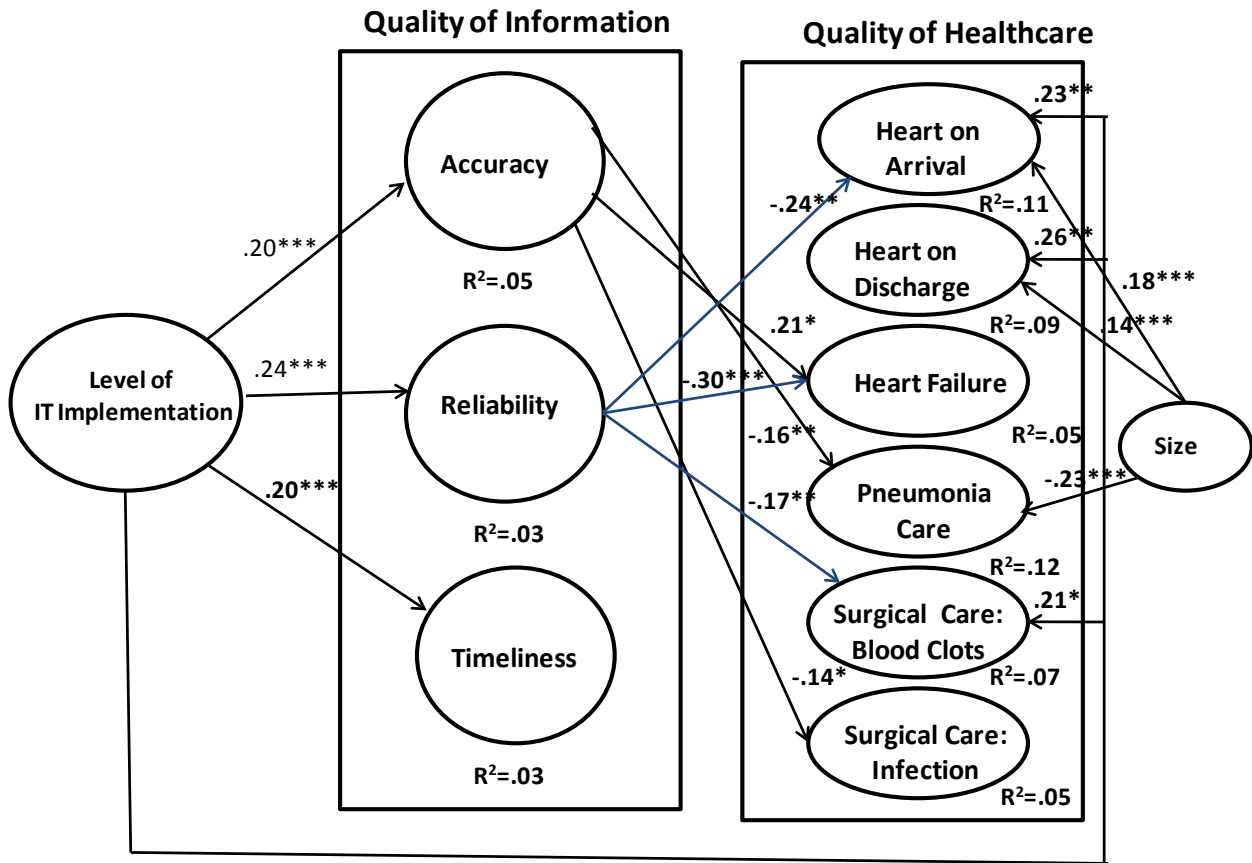 Quality of Information
Quality of Healthcare
.23**
Heart on
Arrival
Accuracy
-.24**
R²=.11
.20***
.26**
Heart on
Discharge
R²=.05
.18***
.21*
R²=.09
.14***
.24***
Level of
IT Implementation
-.30***
Heart Failure
Reliability
-.16**
R²=.05
Size
.20***
-.17**
Pneumonia
Care
-.23***
R²=.03
R²=.12
.21*
Surgical Care:
Blood Clots
Timeliness
-.14*
R²=.07
Surgical Care:
Infection
R²=.03
R²=.05